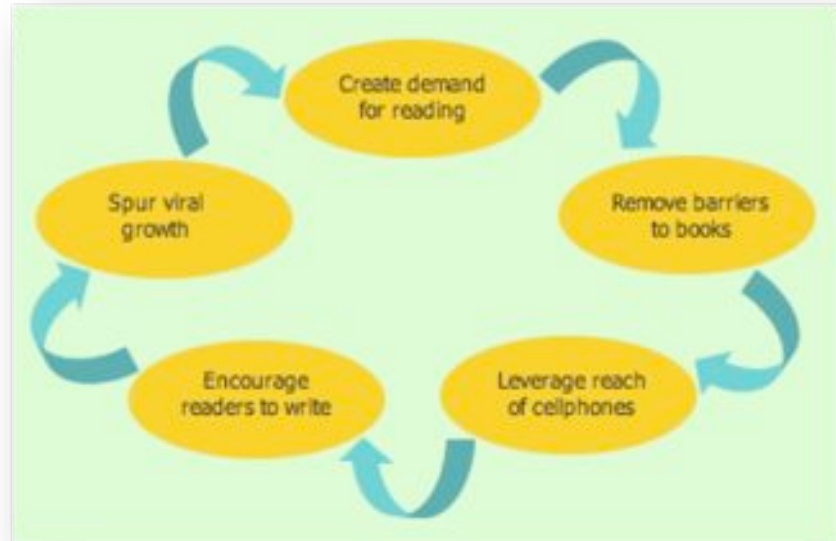 Create demand
for reading
Remove barriers
to books
Leverage reach
of cellphones
Encourage
readers to write
Spur viral
growth